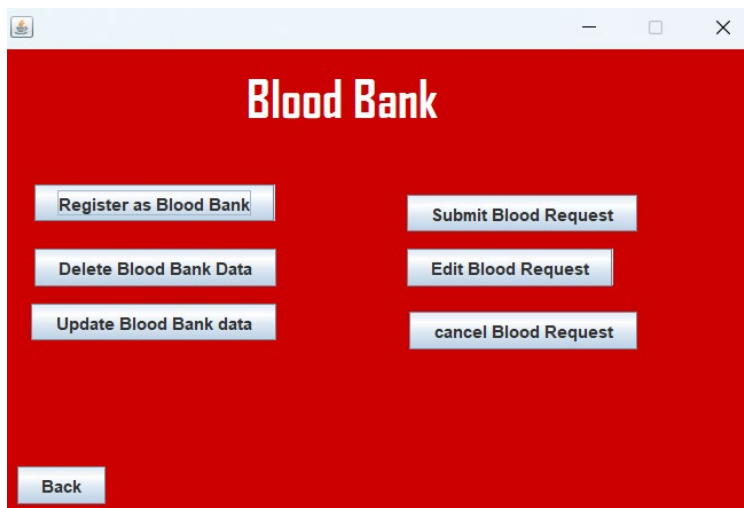 Blood Bank
Register as Blood Bank
Submit Blood Request
Delete Blood Bank Data
Edit Blood Request
Update Blood Bank data
cancel Blood Request
Back